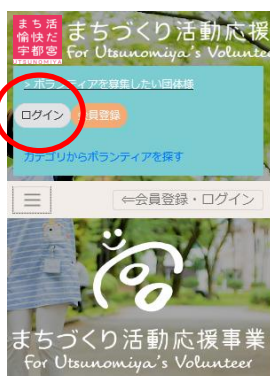 まち活
愉快だ
宇都宮
UTSUNOMIYA
まちづくり活動応援
For Utsunomiya's Volunte
> ボランティアを募集したい団体様
ログイン
会員登録
カテゴリからボランティアを探す
⇐会員登録・ログイン
まちづくり活動応援事業
For Utsunomiya's Volunteer